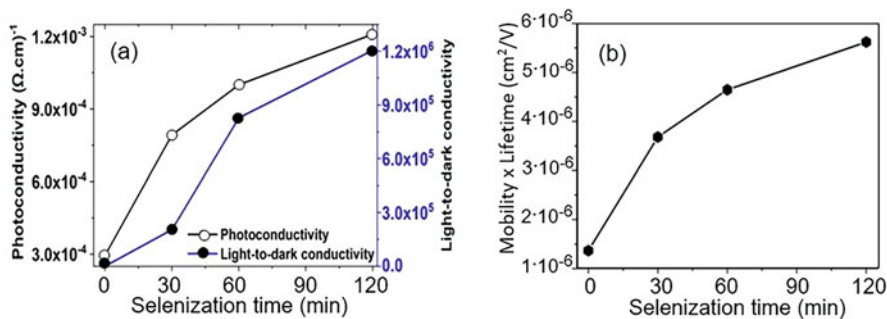 (a)
Photoconductivity (Ω.cm)⁻¹
1.2x10⁻³
9.0x10⁻⁴
6.0x10⁻⁴
3.0x10⁻⁴
1.2x10⁶
9.0x10⁵
6.0x10⁵
3.0x10⁵
0.0
Light-to-dark conductivity
Photoconductivity
Light-to-dark conductivity
0 30 60 90 120
Selenization time (min)
(b)
Mobility x Lifetime (cm²/V)
6·10⁻⁶
5·10⁻⁶
4·10⁻⁶
3·10⁻⁶
2·10⁻⁶
1·10⁻⁶
0 30 60 90 120
Selenization time (min)